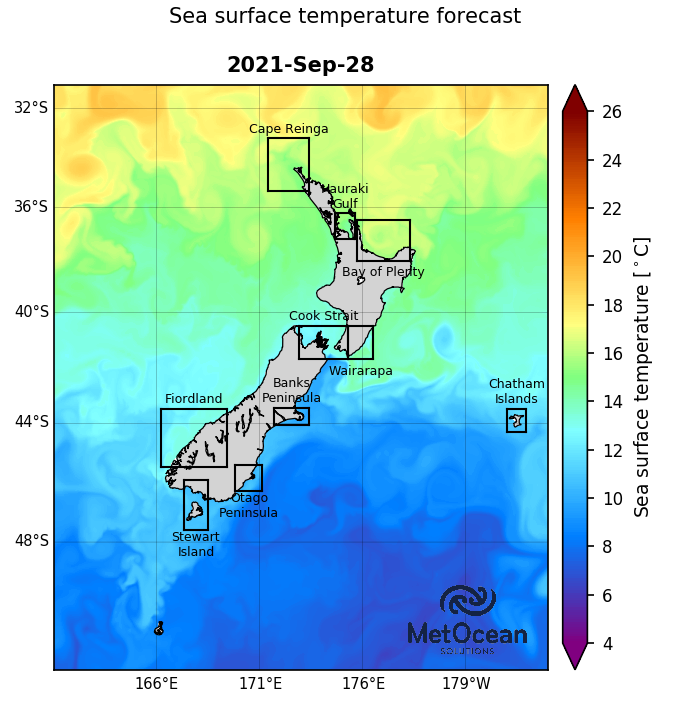 Sea surface temperature forecast
2021-Sep-28
32°S
36°S
40°S
44°S
48°S
Cape Reinga
Hauraki
Gulf
Bay of Plenty
Cook Strait
Wairarapa
Banks
Peninsula
Fiordland
Chatham
Islands
Otago
Peninsula
Stewart
Island
MetOcean
SOLUTIONS
166°E
171°E
176°E
179°W
26
24
22
20
18
16
14
12
10
8
6
4
Sea surface temperature [°C]